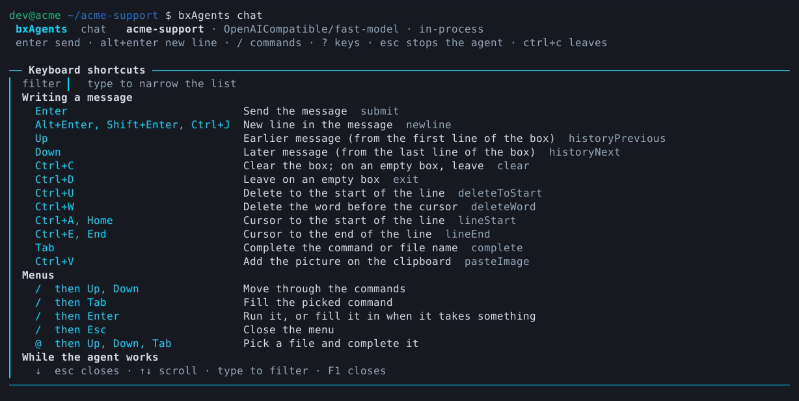 dev@acme ~/acme-support $ bxAgents chat
bxAgents chat acme-support · OpenAICompatible/fast-model · in-process
enter send · alt+enter new line · / commands · ? keys · esc stops the agent · ctrl+c leaves
Keyboard shortcuts
filter type to narrow the list
Writing a message
Enter Send the message submit
Alt+Enter, Shift+Enter, Ctrl+J New line in the message newline
Up Earlier message (from the first line of the box) historyPrevious
Down Later message (from the last line of the box) historyNext
Ctrl+C Clear the box; on an empty box, leave clear
Ctrl+D Leave on an empty box exit
Ctrl+U Delete to the start of the line deleteToStart
Ctrl+W Delete the word before the cursor deleteWord
Ctrl+A, Home Cursor to the start of the line lineStart
Ctrl+E, End Cursor to the end of the line lineEnd
Tab Complete the command or file name complete
Ctrl+V Add the picture on the clipboard pasteImage
Menus
/ then Up, Down Move through the commands
/ then Tab Fill the picked command
/ then Enter Run it, or fill it in when it takes something
/ then Esc Close the menu
@ then Up, Down, Tab Pick a file and complete it
While the agent works
↓ esc closes · ↑↓ scroll · type to filter · F1 closes